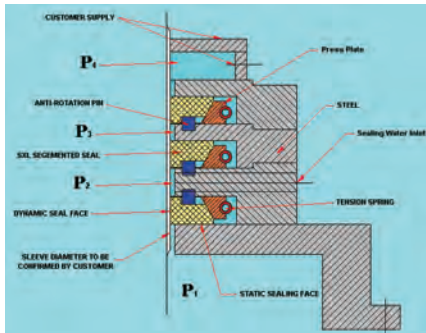 CUSTOMER SUPPLY
P4
Press Plate
ANTI-ROTATION PIN
STEEL
P3
Sealing Water Inlet
SXL SEGEMENTED SEAL
P2
DYNAMIC SEAL FACE
TENSION SPRING
SLEEVE DIAMETER TO BE
CONFIRMED BY CUSTOMER
P1
STATIC SEALING FACE